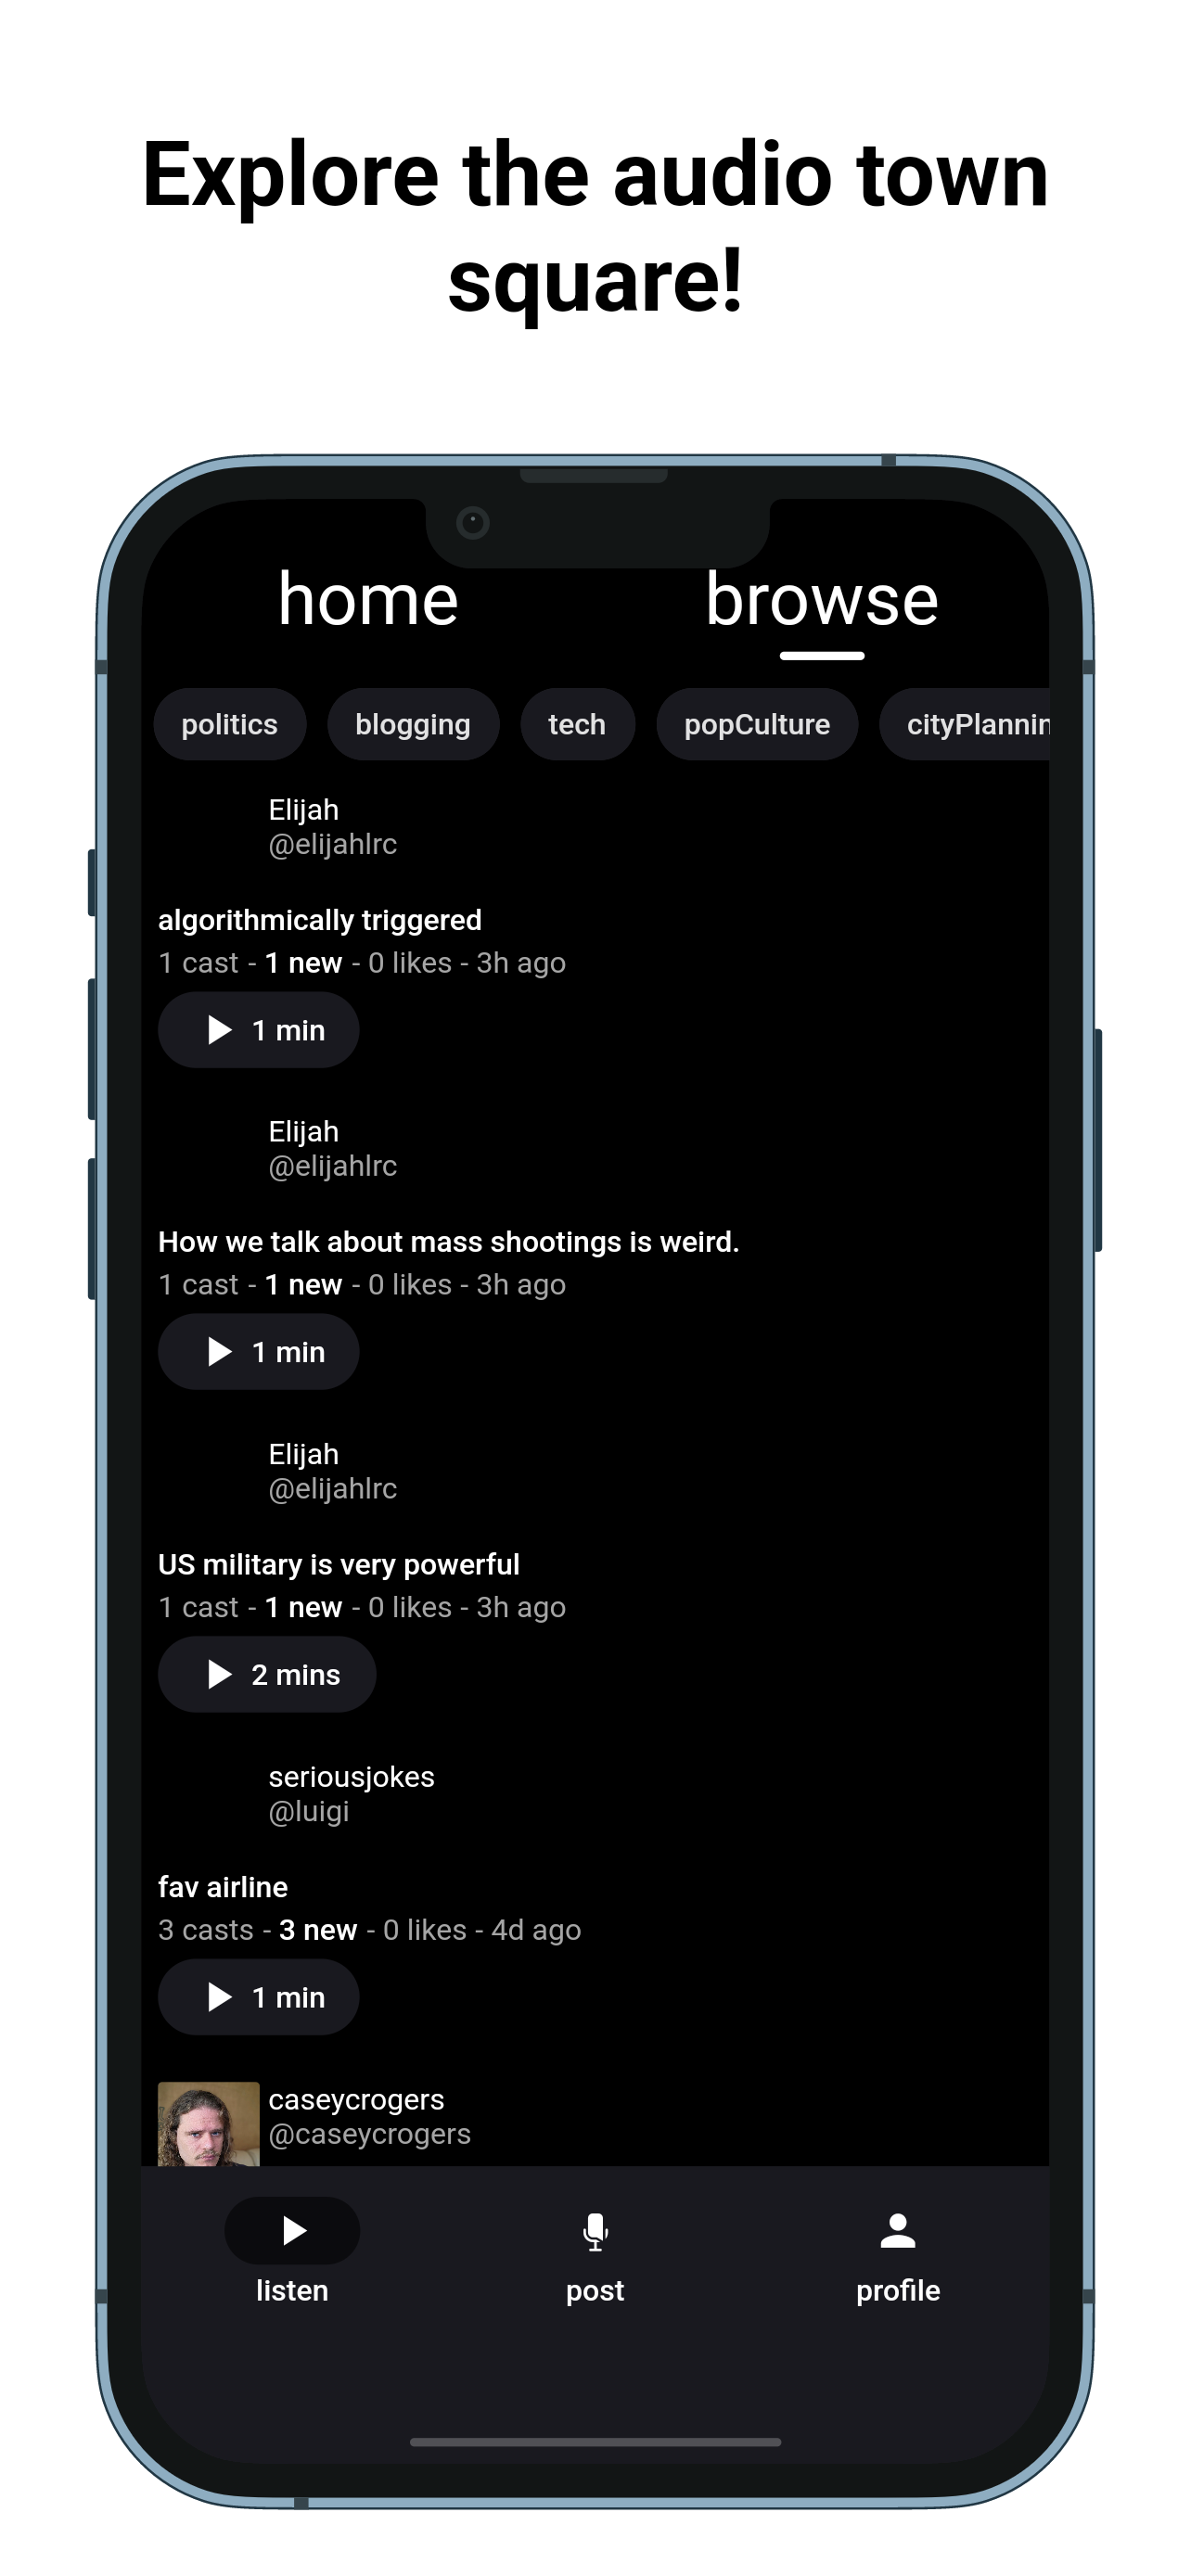 Explore the audio town
square!
home browse
politics blogging tech popCulture cityPlannin
Elijah
@elijahlrc
algorithmically triggered
1 cast - 1 new - 0 likes - 3h ago
1 min
Elijah
@elijahlrc
How we talk about mass shootings is weird.
1 cast - 1 new - 0 likes - 3h ago
1 min
Elijah
@elijahlrc
US military is very powerful
1 cast - 1 new - 0 likes - 3h ago
2 mins
seriousjokes
@luigi
fav airline
3 casts - 3 new - 0 likes - 4d ago
1 min
caseycrogers
@caseycrogers
listen post profile